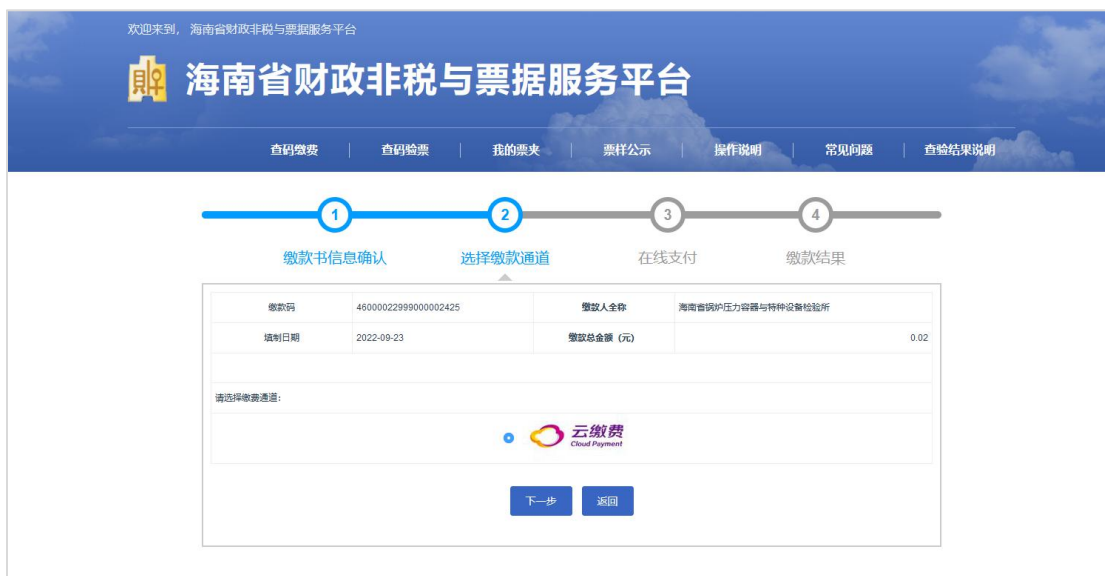 欢迎来到， 海南省财政非税与票据服务平台
海南省财政非税与票据服务平台
查码缴费 查码验票 我的票夹 票样公示 操作说明 常见问题 查验结果说明
1 2 3 4
缴款书信息确认 选择缴款通道 在线支付 缴款结果
缴款码 46000022999000002425 缴款人全称 海南省锅炉压力容器与特种设备检验所
填制日期 2022-09-23 缴款总金额（元） 0.02
请选择缴费通道：
云缴费
Cloud Payment
下一步 返回